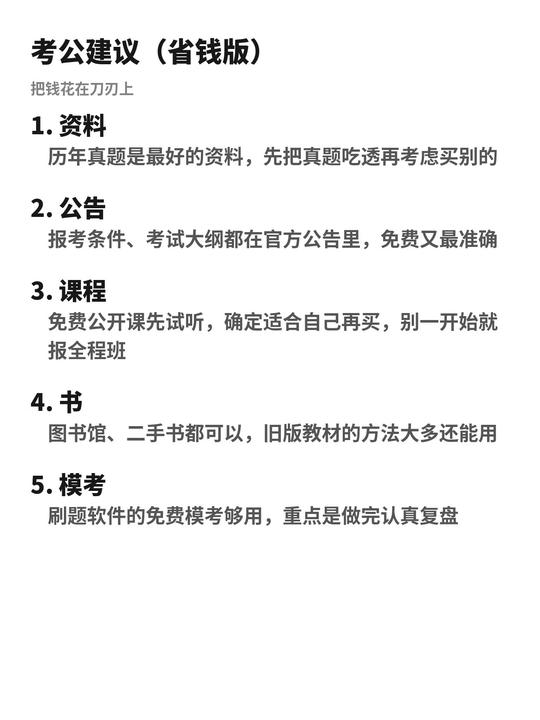 考公建议（省钱版）
把钱花在刀刃上
1. 资料
历年真题是最好的资料，先把真题吃透再考虑买别的
2. 公告
报考条件、考试大纲都在官方公告里，免费又最准确
3. 课程
免费公开课先试听，确定适合自己再买，别一开始就
报全程班
4. 书
图书馆、二手书都可以，旧版教材的方法大多还能用
5. 模考
刷题软件的免费模考够用，重点是做完认真复盘